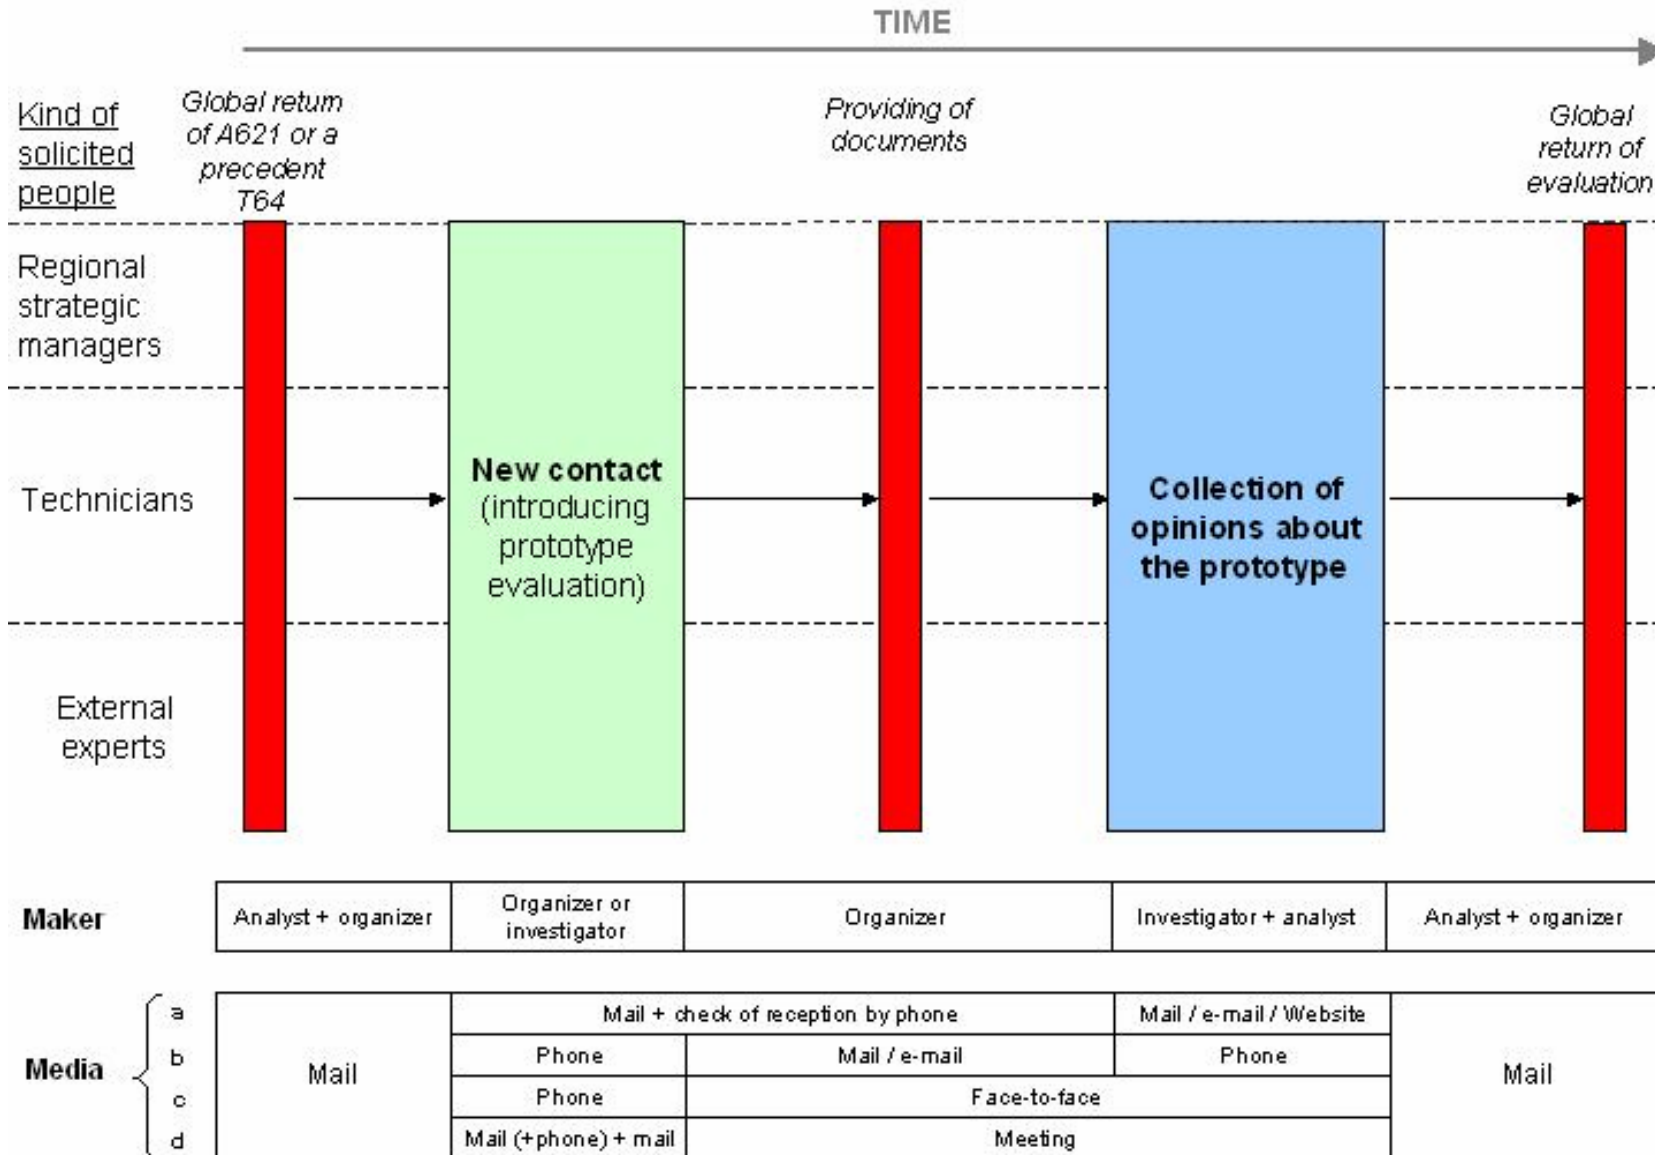 TIME
Kind of
solicited
people
Global return
of A621 or a
precedent
T64
Providing of
documents
Global
return of
evaluation
Regional
strategic
managers
Technicians
External
experts
New contact
(introducing
prototype
evaluation)
Collection of
opinions about
the prototype
Maker
Analyst + organizer
Organizer or
investigator
Organizer
Investigator + analyst
Analyst + organizer
Media
a
b
c
d
Mail
Mail + check of reception by phone
Mail / e-mail / Website
Phone
Mail / e-mail
Phone
Phone
Face-to-face
Mail (+phone) + mail
Meeting
Mail